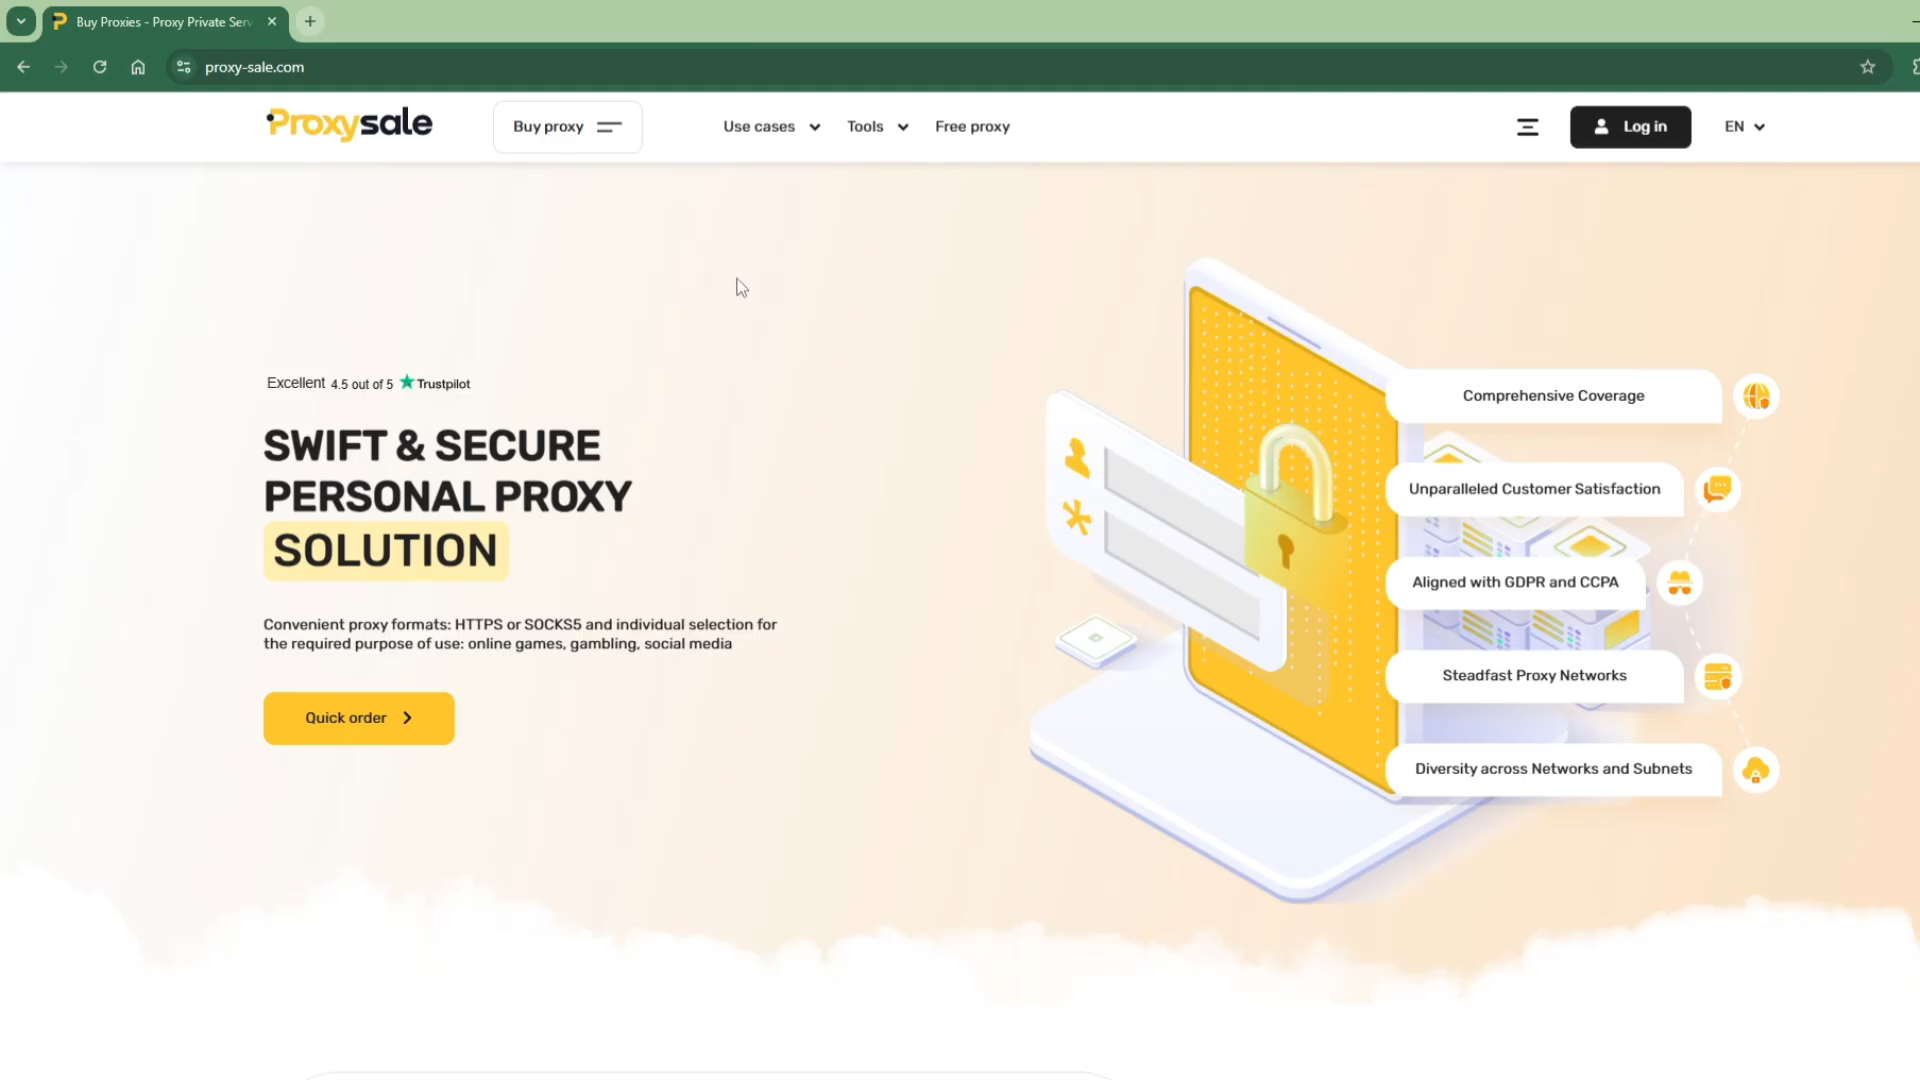 Buy Proxies - Proxy Private Serv
proxy-sale.com
Proxysale
Buy proxy
Use cases
Tools
Free proxy
Log in
EN
Excellent 4.5 out of 5 Trustpilot
SWIFT & SECURE
PERSONAL PROXY
SOLUTION
Convenient proxy formats: HTTPS or SOCKS5 and individual selection for
the required purpose of use: online games, gambling, social media
Quick order
Comprehensive Coverage
Unparalleled Customer Satisfaction
Aligned with GDPR and CCPA
Steadfast Proxy Networks
Diversity across Networks and Subnets